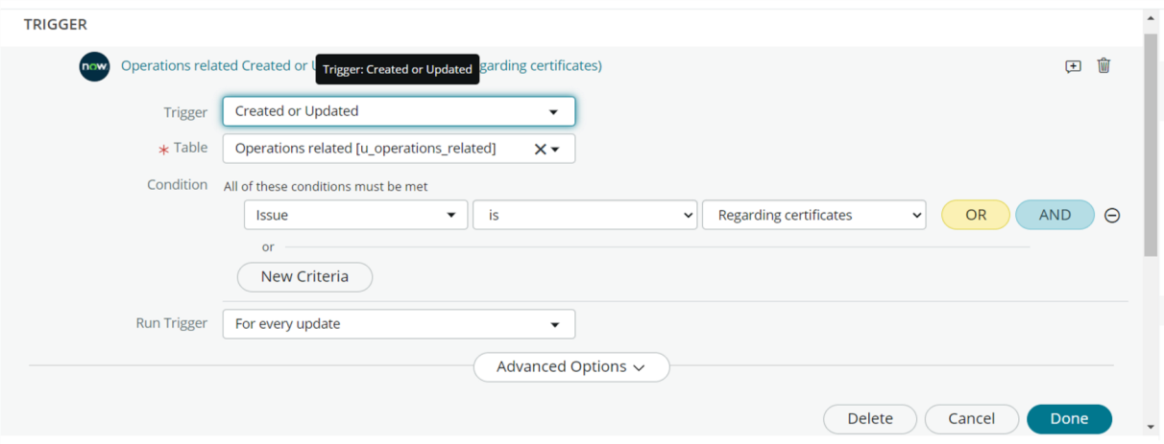 TRIGGER
now Operations related Created or U Trigger: Created or Updated garding certificates)
Trigger Created or Updated
* Table Operations related [u_operations_related]
Condition All of these conditions must be met
Issue is Regarding certificates OR AND
or
New Criteria
Run Trigger For every update
Advanced Options
Delete Cancel Done